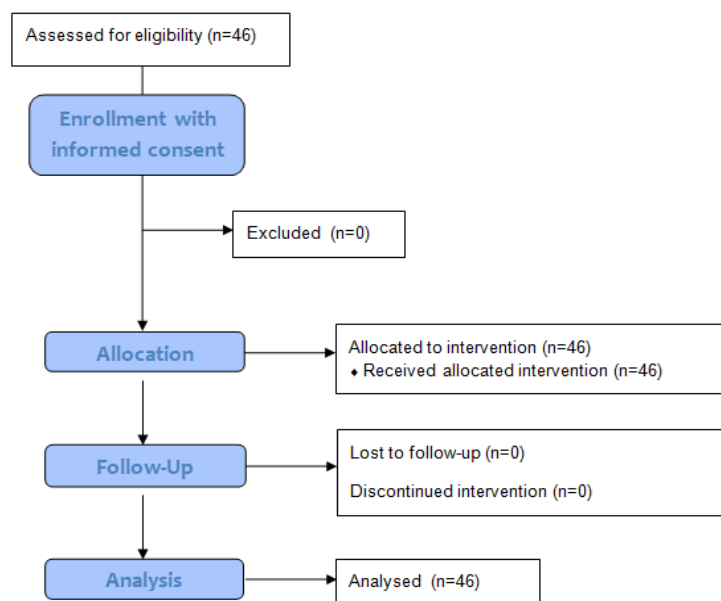 Assessed for eligibility (n=46)
Enrollment with
informed consent
Excluded (n=0)
Allocation
Allocated to intervention (n=46)
♦ Received allocated intervention (n=46)
Follow-Up
Lost to follow-up (n=0)
Discontinued intervention (n=0)
Analysis
Analysed (n=46)